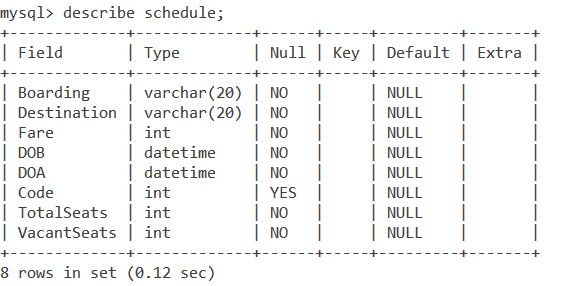 mysql> describe schedule;
+-------------+-------------+------+-----+---------+-------+
| Field       | Type        | Null | Key | Default | Extra |
+-------------+-------------+------+-----+---------+-------+
| Boarding    | varchar(20) | NO   |     | NULL    |       |
| Destination | varchar(20) | NO   |     | NULL    |       |
| Fare        | int         | NO   |     | NULL    |       |
| DOB         | datetime    | NO   |     | NULL    |       |
| DOA         | datetime    | NO   |     | NULL    |       |
| Code        | int         | YES  |     | NULL    |       |
| TotalSeats  | int         | NO   |     | NULL    |       |
| VacantSeats | int         | NO   |     | NULL    |       |
+-------------+-------------+------+-----+---------+-------+
8 rows in set (0.12 sec)